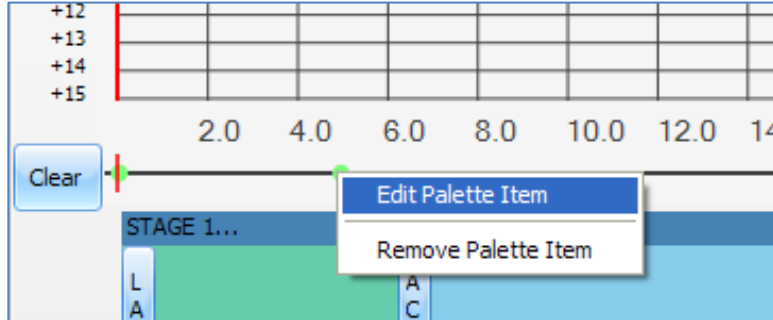 +12
+13
+14
+15
2.0 4.0 6.0 8.0 10.0 12.0 14
Clear
Edit Palette Item
STAGE 1...
Remove Palette Item
L
A
A
C